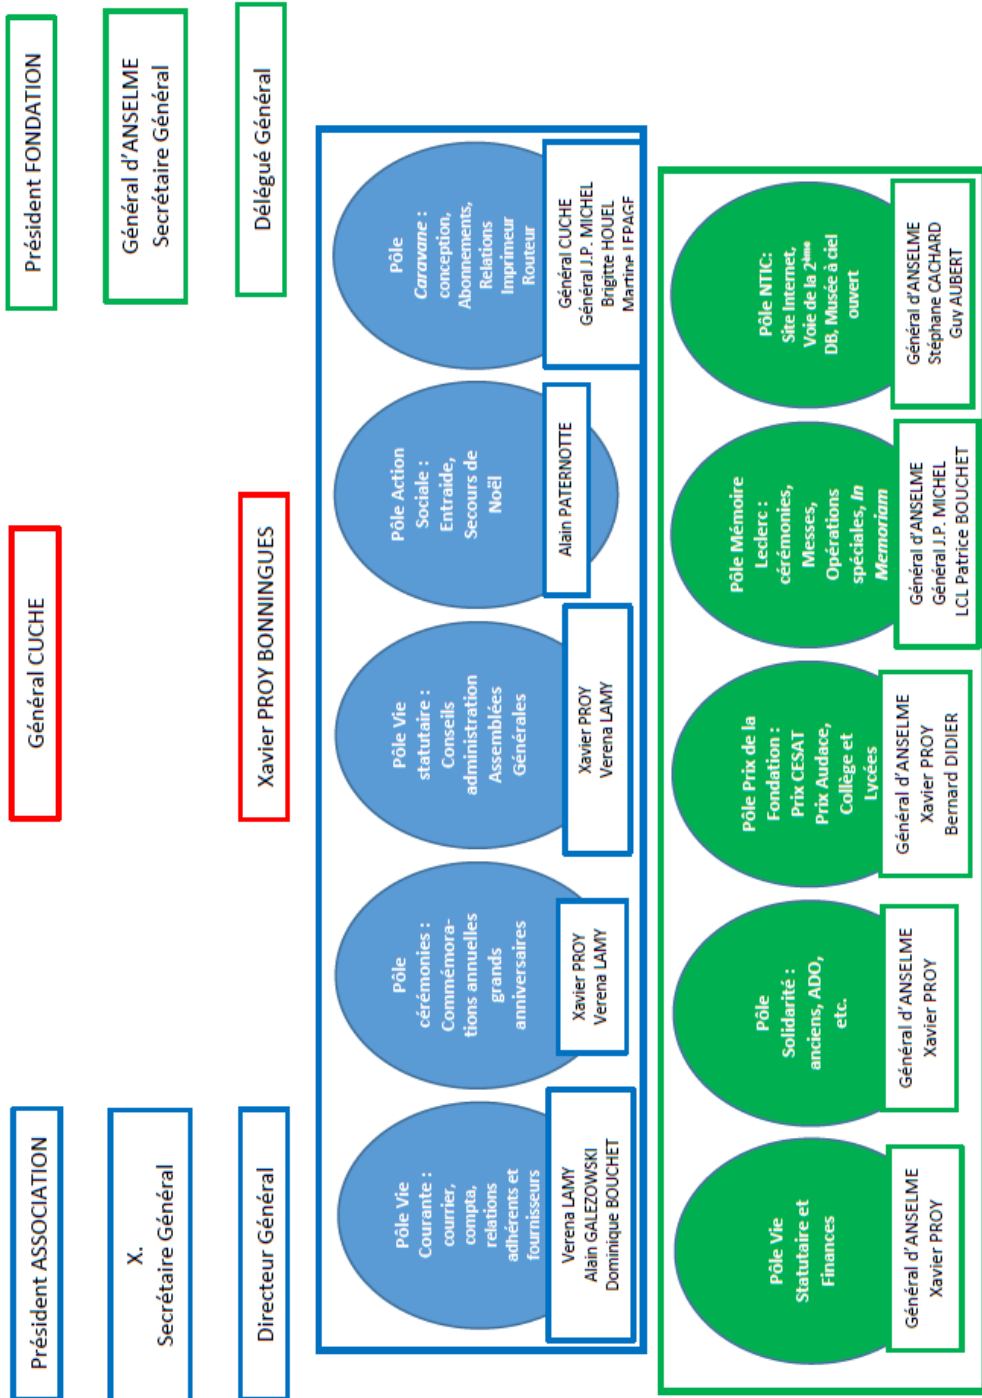 Président ASSOCIATION
Général CUCHE
Président FONDATION
X.
Secrétaire Général
Général d'ANSELME
Secrétaire Général
Directeur Général
Xavier PROY BONNINGUES
Délégué Général
Pôle Vie
Courante :
courrier,
compta,
relations
adhérents et
fournisseurs
Verena LAMY
Alain GALEZOWSKI
Dominique BOUCHET
Pôle
cérémonies :
Commémora-
tions annuelles
grands
anniversaires
Xavier PROY
Verena LAMY
Pôle Vie
statutaire :
Conseils
administration
Assemblées
Générales
Xavier PROY
Verena LAMY
Pôle Action
Sociale :
Entraide,
Secours de
Noël
Alain PATERNOTTE
Pôle
Caravane :
conception,
Abonnements,
Relations
Imprimeur
Routeur
Général CUCHE
Général J.P. MICHEL
Brigitte HOUEL
Martine LEPAGE
Pôle Vie
Statutaire et
Finances
Général d'ANSELME
Xavier PROY
Pôle
Solidarité :
anciens, ADO,
etc.
Général d'ANSELME
Xavier PROY
Pôle Prix de la
Fondation :
Prix CESAT
Prix Audace,
Collège et
Lycées
Général d'ANSELME
Xavier PROY
Bernard DIDIER
Pôle Mémoire
Leclerc :
cérémonies,
Messes,
Opérations
spéciales, In
Memoriam
Général d'ANSELME
Général J.P. MICHEL
LCL Patrice BOUCHET
Pôle NTIC:
Site Internet,
Voie de la 2ème
DB, Musée à ciel
ouvert
Général d'ANSELME
Stéphane CACHARD
Guy AUBERT